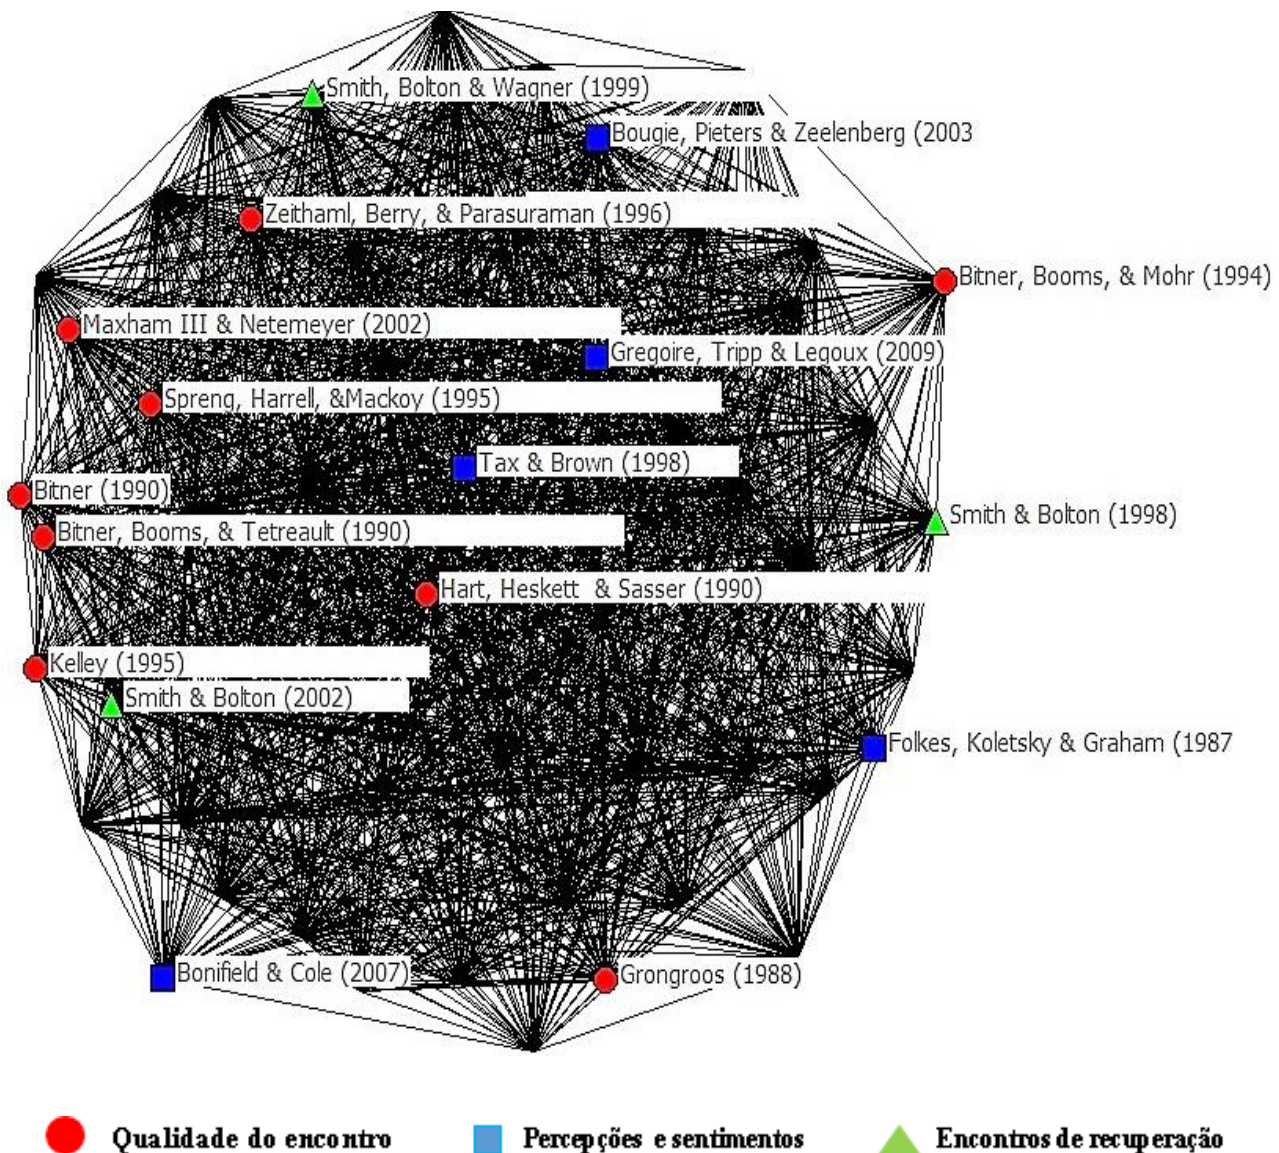 Smith, Bolton & Wagner (1999)
Bougie, Pieters & Zeelenberg (2003
Zeithaml, Berry, & Parasuraman (1996)
Bitner, Booms, & Mohr (1994)
Maxham III & Netemeyer (2002)
Gregoire, Tripp & Legoux (2009)
Spreng, Harrell, &Mackoy (1995)
Tax & Brown (1998)
Bitner (1990)
Smith & Bolton (1998)
Bitner, Booms, & Tetreault (1990)
Hart, Heskett & Sasser (1990)
Kelley (1995)
Smith & Bolton (2002)
Folkes, Koletsky & Graham (1987
Bonifield & Cole (2007)
Grongroos (1988)
Qualidade do encontro
Percepções e sentimentos
Encontros de recuperação